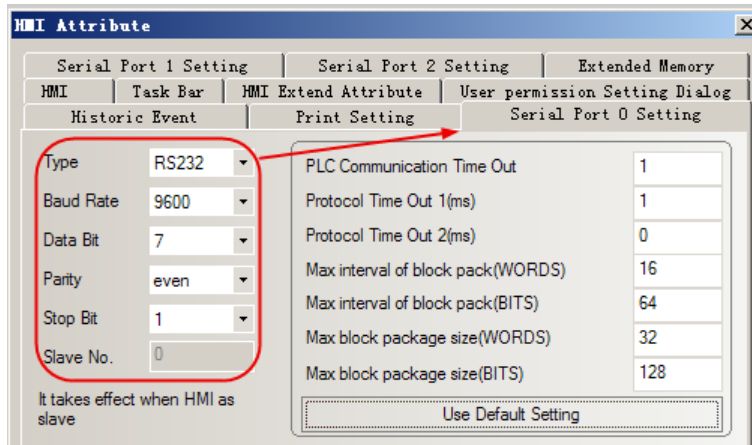 HMI Attribute
Serial Port 1 Setting Serial Port 2 Setting Extended Memory
HMI Task Bar HMI Extend Attribute User permission Setting Dialog
Historic Event Print Setting Serial Port 0 Setting
Type RS232
Baud Rate 9600
Data Bit 7
Parity even
Stop Bit 1
Slave No. 0
It takes effect when HMI as
slave
PLC Communication Time Out 1
Protocol Time Out 1(ms) 1
Protocol Time Out 2(ms) 0
Max interval of block pack(WORDS) 16
Max interval of block pack(BITS) 64
Max block package size(WORDS) 32
Max block package size(BITS) 128
Use Default Setting